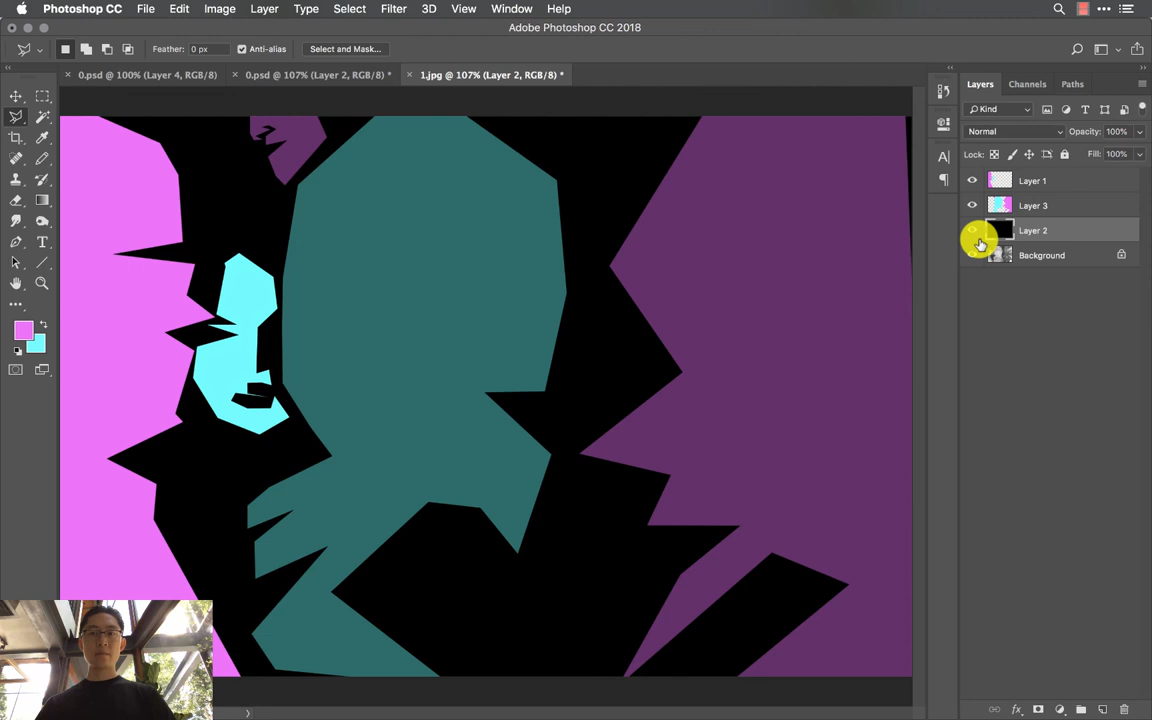 Photoshop CC File Edit Image Layer Type Select Filter 3D View Window Help
Adobe Photoshop CC 2018
Feather: 0 px Anti-alias Select and Mask...
0.psd @ 100% (Layer 4, RGB/8) 0.psd @ 107% (Layer 2, RGB/8) * 1.jpg @ 107% (Layer 2, RGB/8) *
Layers Channels Paths
Kind
Normal Opacity: 100%
Lock: Fill: 100%
Layer 1
Layer 3
Layer 2
Background